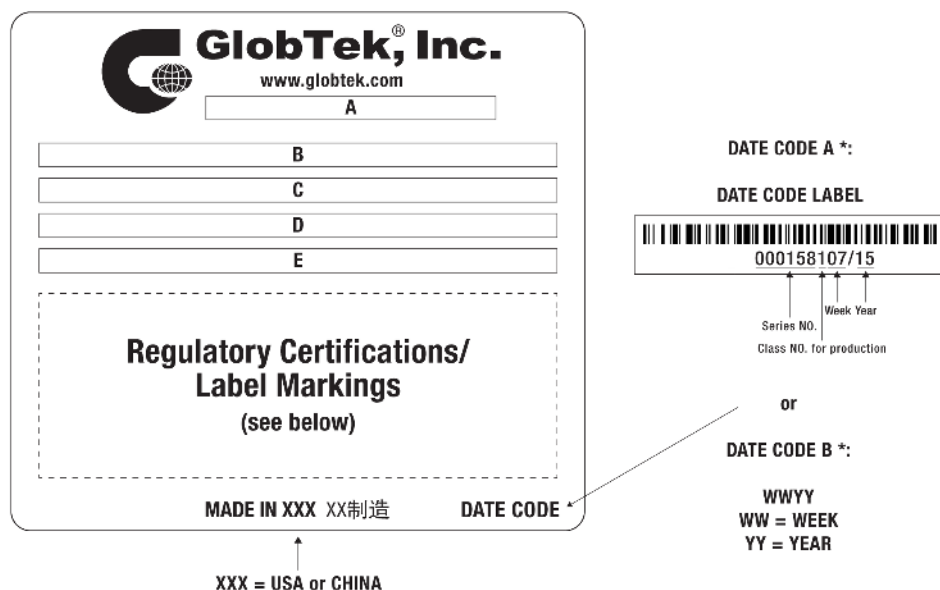 GlobTek,® Inc.
www.globtek.com
A
B
C
D
E
Regulatory Certifications/
Label Markings
(see below)
MADE IN XXX XX制造 DATE CODE
XXX = USA or CHINA
DATE CODE A *:
DATE CODE LABEL
000158107/15
Week Year
Series NO.
Class NO. for production
or
DATE CODE B *:
WWYY
WW = WEEK
YY = YEAR